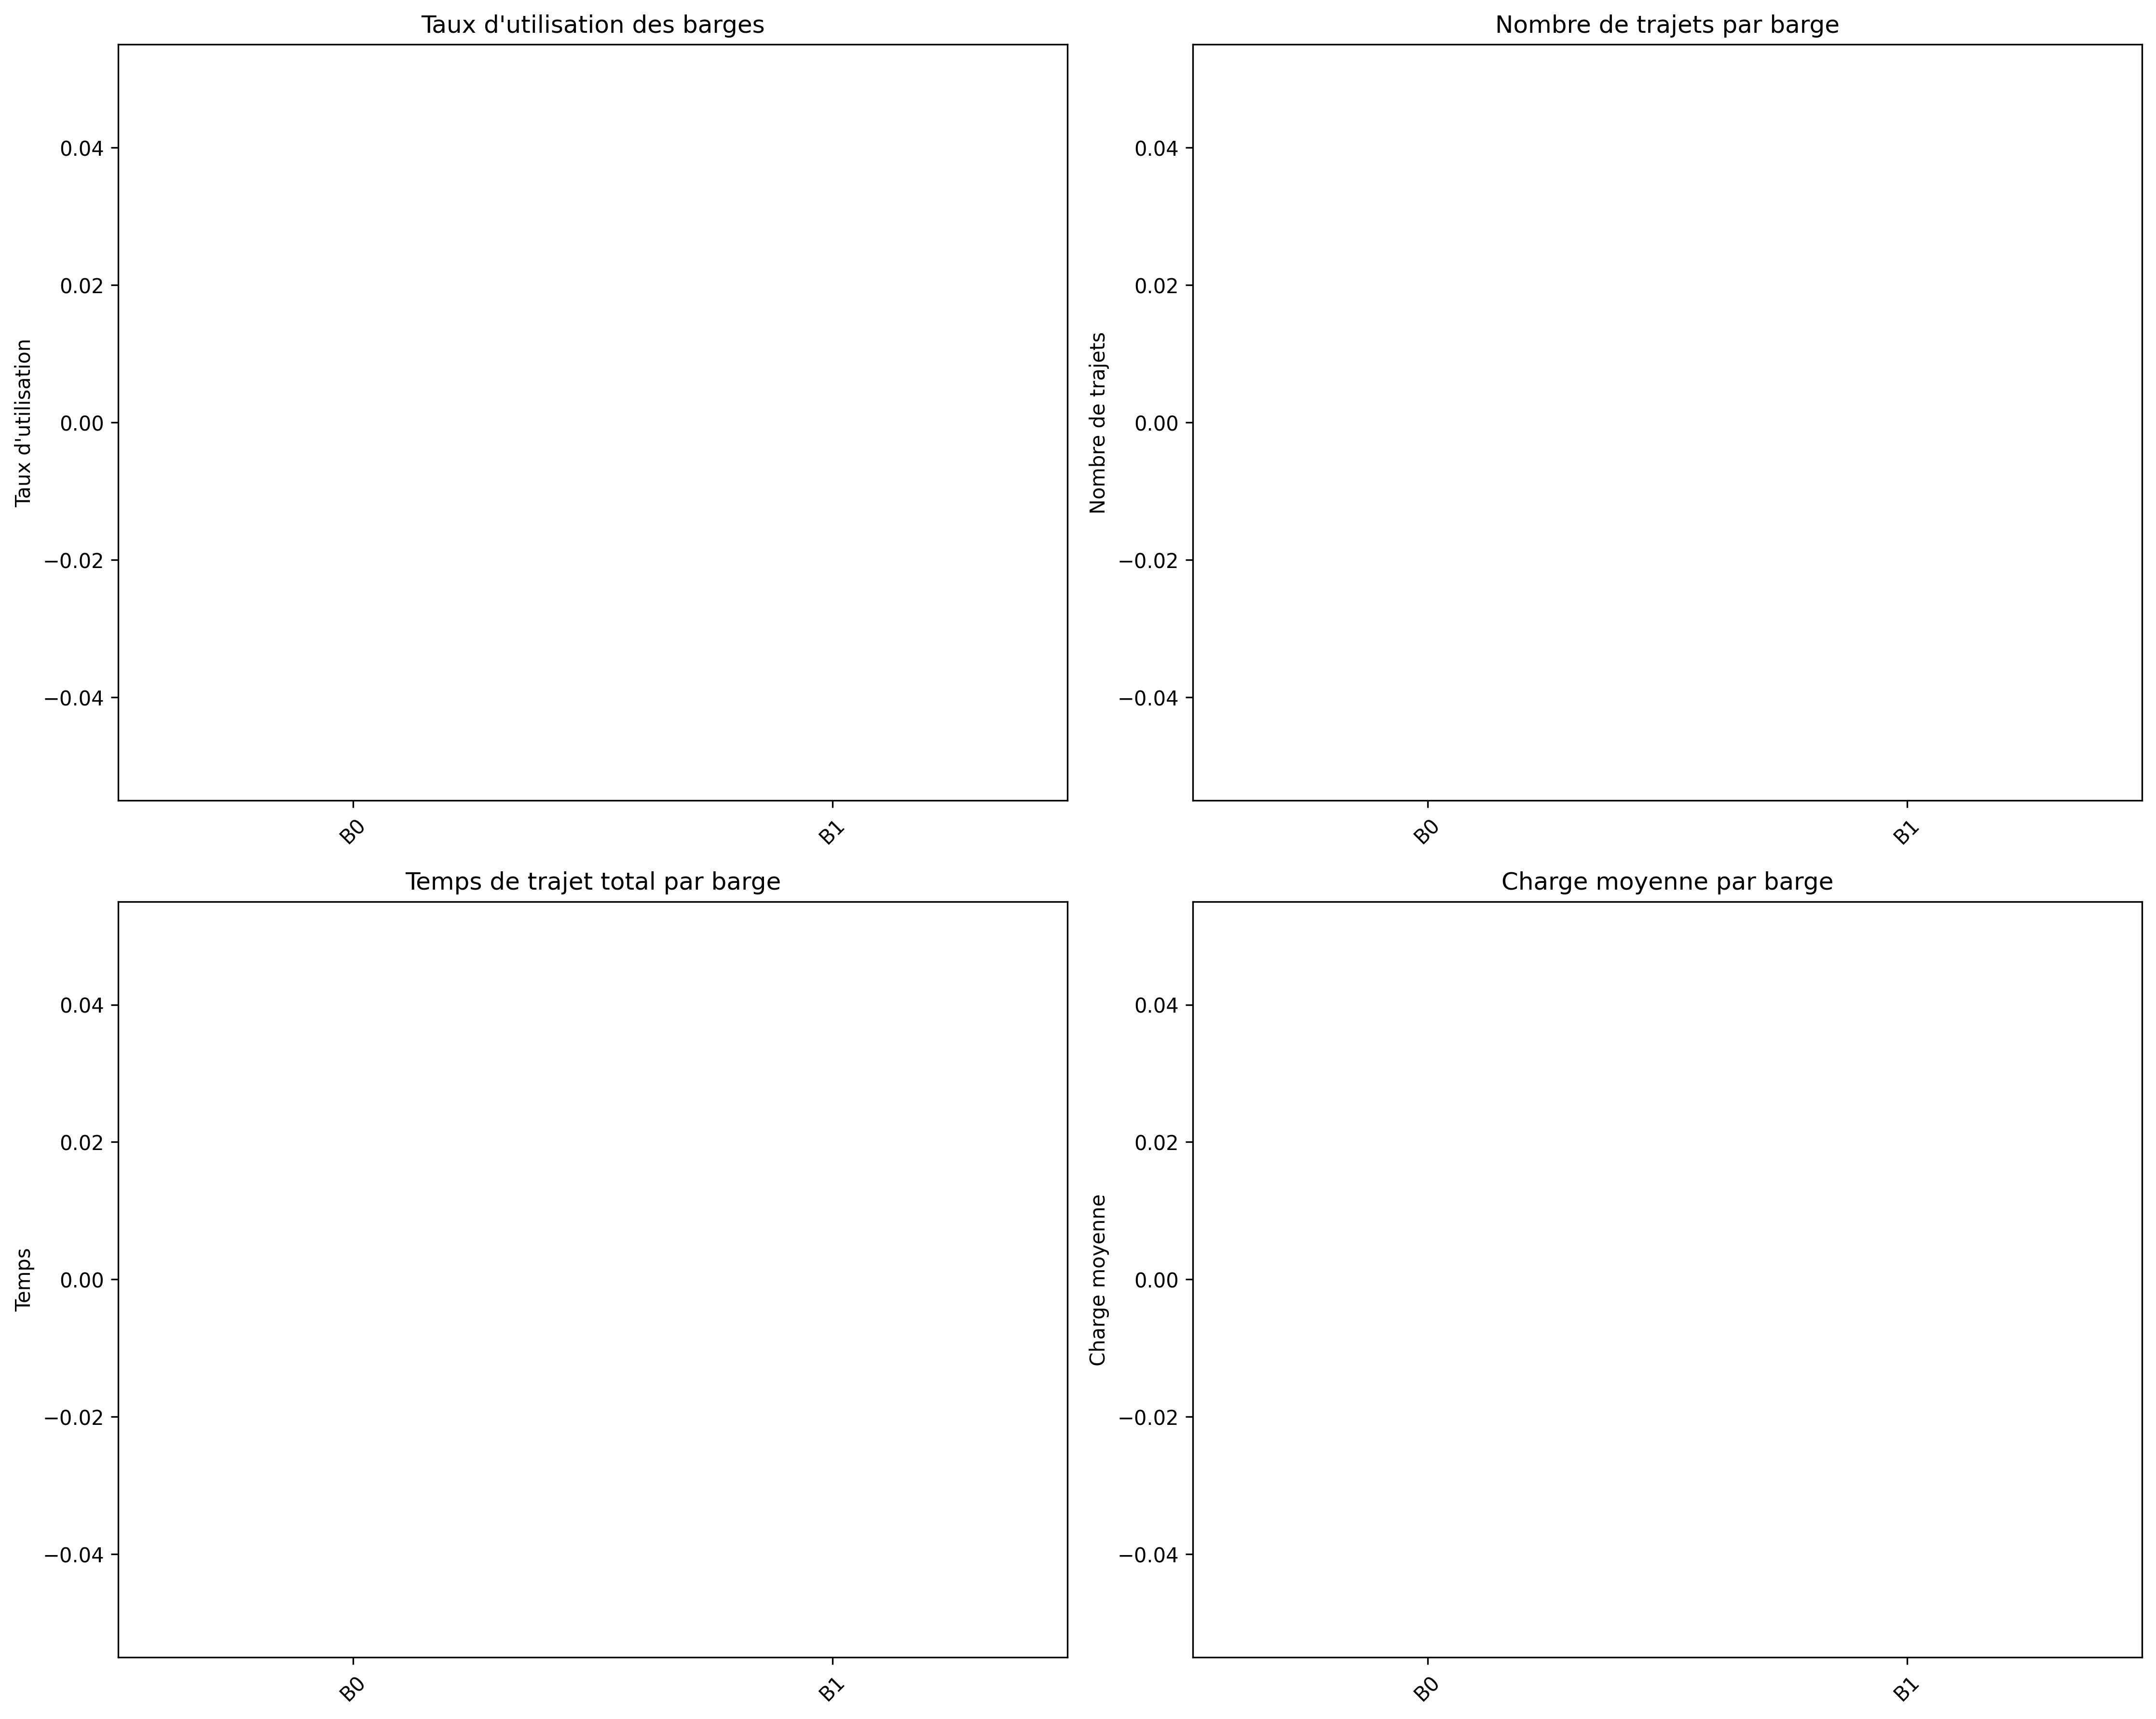 Taux d'utilisation des barges
Taux d'utilisation
0.04
0.02
0.00
−0.02
−0.04
B0
B1
Nombre de trajets par barge
Nombre de trajets
0.04
0.02
0.00
−0.02
−0.04
B0
B1
Temps de trajet total par barge
Temps
0.04
0.02
0.00
−0.02
−0.04
B0
B1
Charge moyenne par barge
Charge moyenne
0.04
0.02
0.00
−0.02
−0.04
B0
B1